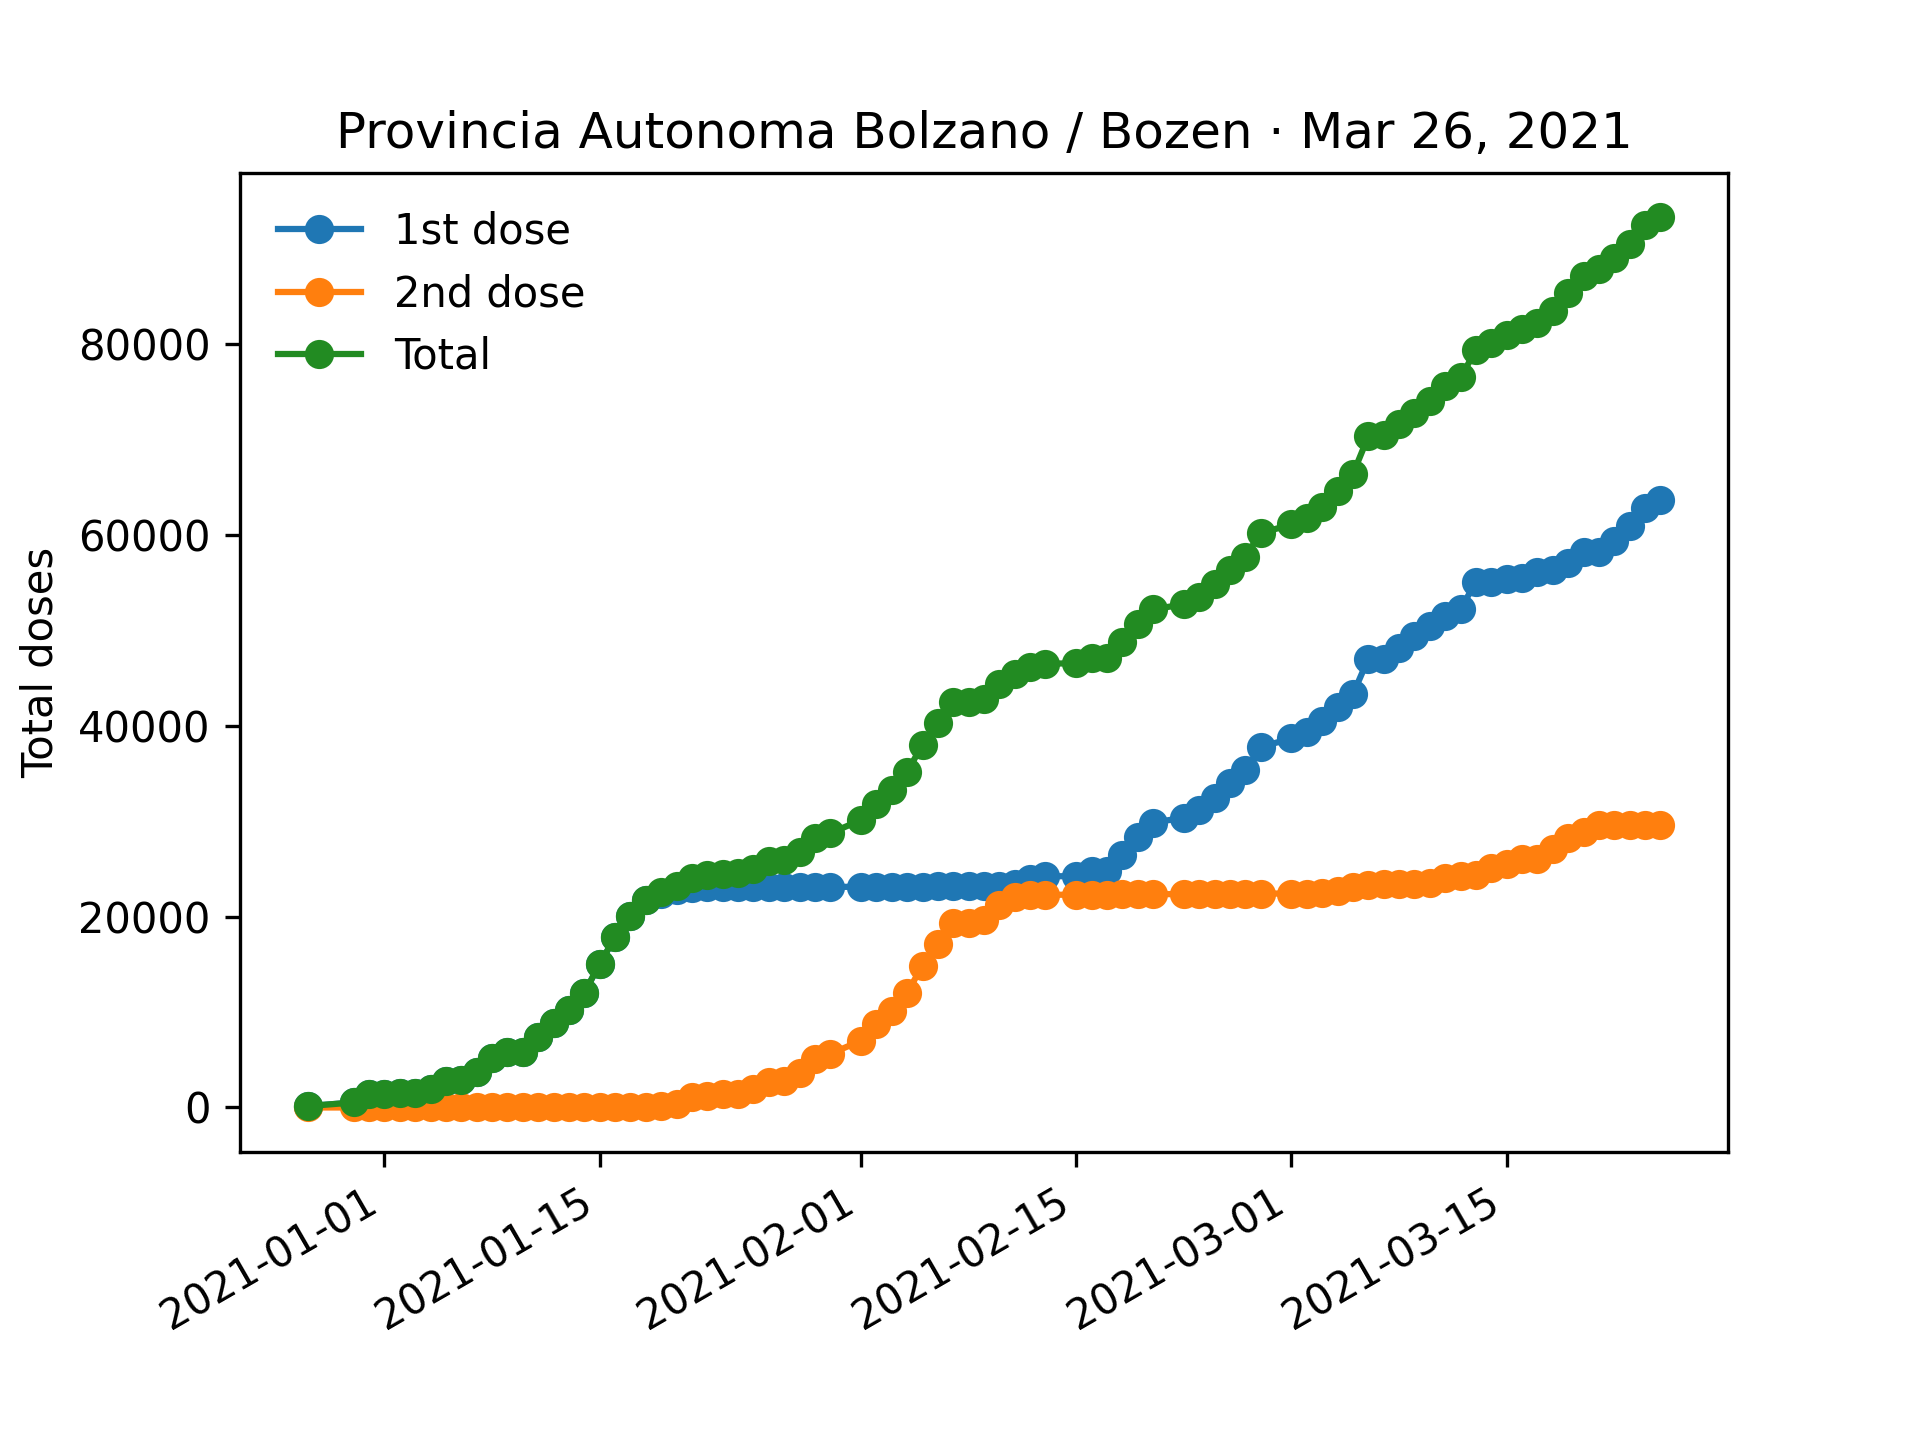 Provincia Autonoma Bolzano / Bozen · Mar 26, 2021
1st dose
2nd dose
Total
Total doses
80000
60000
40000
20000
0
2021-01-01
2021-01-15
2021-02-01
2021-02-15
2021-03-01
2021-03-15